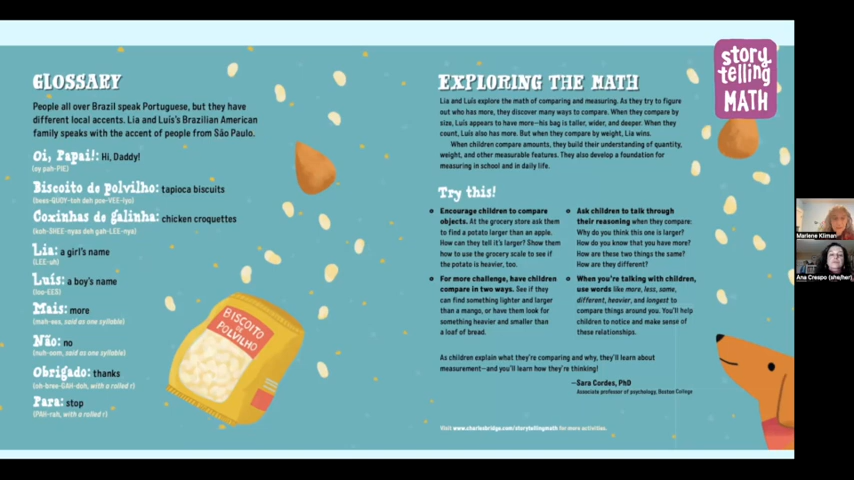 GLOSSARY
People all over Brazil speak Portuguese, but they have
different local accents. Lia and Luís's Brazilian American
family speaks with the accent of people from São Paulo.
Oi, Papai!: Hi, Daddy!
(oy pah-PIE)
Biscoito de polvilho: tapioca biscuits
(bees-QUOY-toh deh poe-VEE-lyo)
Coxinhas de galinha: chicken croquettes
(koh-SHEE-nyas deh gah-LEE-nya)
Lia: a girl's name
(LEE-uh)
Luís: a boy's name
(loo-EES)
Mais: more
(mah-ees, said as one syllable)
Não: no
(nuh-oom, said as one syllable)
Obrigado: thanks
(oh-bree-GAH-doh, with a rolled r)
Para: stop
(PAH-rah, with a rolled r)
BISCOITO
DE
POLVILHO
EXPLORING THE MATH
Lia and Luís explore the math of comparing and measuring. As they try to figure
out who has more, they discover many ways to compare. When they compare by
size, Luís appears to have more—his bag is taller, wider, and deeper. When they
count, Luís also has more. But when they compare by weight, Lia wins.
When children compare amounts, they build their understanding of quantity,
weight, and other measurable features. They also develop a foundation for
measuring in school and in daily life.
Try this!
Encourage children to compare
objects. At the grocery store ask them
to find a potato larger than an apple.
How can they tell it's larger? Show them
how to use the grocery scale to see if
the potato is heavier, too.
For more challenge, have children
compare in two ways. See if they
can find something lighter and larger
than a mango, or have them look for
something heavier and smaller than
a loaf of bread.
Ask children to talk through
their reasoning when they compare:
Why do you think this one is larger?
How do you know that you have more?
How are these two things the same?
How are they different?
When you're talking with children,
use words like more, less, same,
different, heavier, and longest to
compare things around you. You'll help
children to notice and make sense of
these relationships.
As children explain what they're comparing and why, they'll learn about
measurement—and you'll learn how they're thinking!
—Sara Cordes, PhD
Associate professor of psychology, Boston College
Visit www.charlesbridge.com/storytellingmath for more activities.
story
telling
MATH
Marlene Kliman
Ana Crespo (she/her)